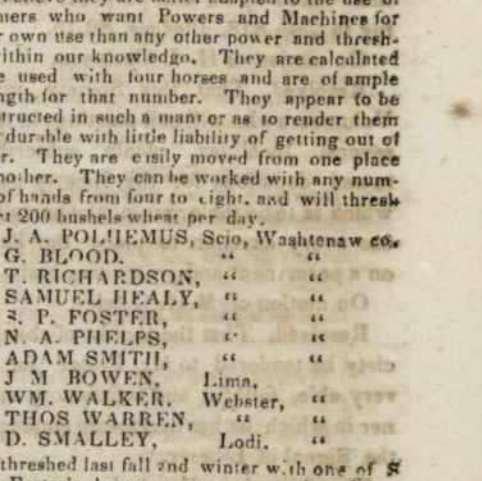 mers who want Powers and Machines for
r own use than any other power and thresh-
ithin our knowledge. They are calculated
e used with four horses and are of ample
ngth for that number. They appear to be
tructed in such a manner as to render them
durable with little liability of getting out of
r. They are easily moved from one place
nother. They can be worked with any num-
of hands from four to eight, and will thresh
t 200 bushels wheat per day.
J. A. POLHEMUS, Scio, Washtenaw co.
G. BLOOD. “ “
T. RICHARDSON, “ “
SAMUEL HEALY, “ “
S. P. FOSTER, “ “
N. A. PHELPS, “ “
ADAM SMITH, “ “
J M BOWEN, Lima,
WM. WALKER. Webster, “
THOS WARREN, “ “
D. SMALLEY, Lodi. “
threshed last fall and winter with one of S